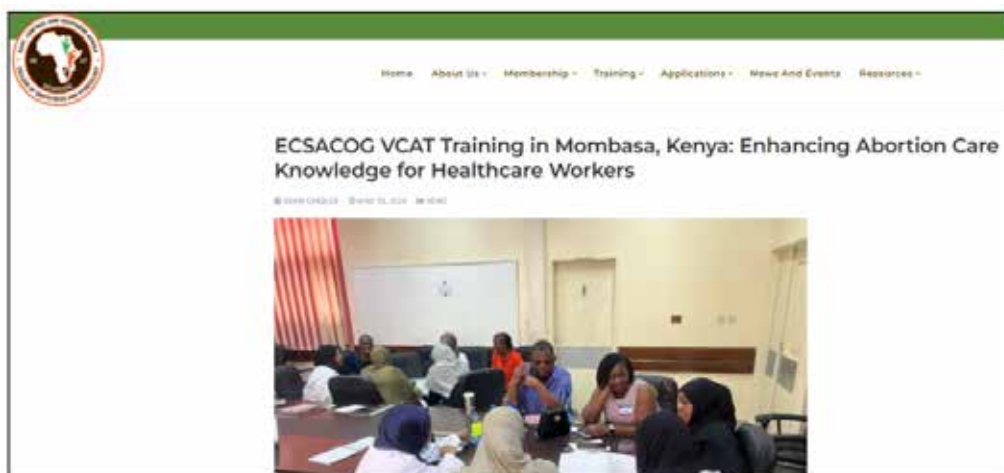 Home About Us Membership Training Applications News And Events Resources
ECSACOG VCAT Training in Mombasa, Kenya: Enhancing Abortion Care
Knowledge for Healthcare Workers